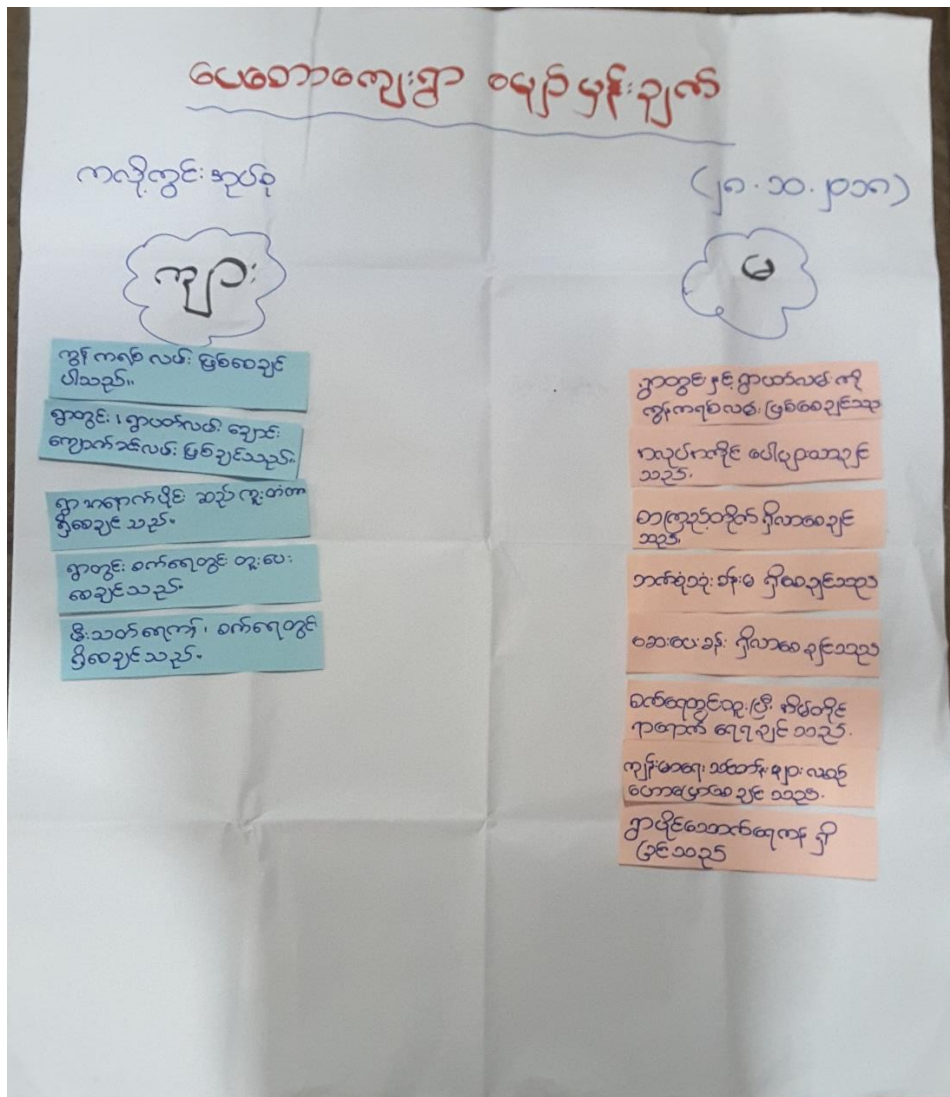 ပေတောကျေးရွာ မျှော်မှန်းချက်
ကလိုကွင်းအုပ်စု
(၂၈.၁၁.၂၀၁၈)
ကျား
ကွန်ကရစ်လမ်း ဖြစ်စေချင်
ပါသည်။
ရွာတွင်း၊ ရွာပတ်လမ်း ချောင်း
ကျောက်ခင်းလမ်း ဖြစ်ချင်သည်။
ရွာအနောက်ပိုင်း ဆည်ကူးတံတား
ရှိစေချင်သည်။
ရွာတွင်း စက်ရေတွင်း တူးပေး
စေချင်သည်။
မီးသတ်ရေကန်၊ စက်ရေတွင်း
ရှိစေချင်သည်။
မ
ရွာတွင်းနှင့်ရွာပတ်လမ်းကို
ကွန်ကရစ်လမ်းဖြစ်စေချင်သည
အလုပ်အကိုင် ပေါများလာချင်
သည်
စာကြည့်တိုက် ရှိလာစေချင်
သည်
ဘက်စုံသုံးခန်းမ ရှိစေချင်သည
ဆေးပေးခန်း ရှိလာစေချင်သည
စက်ရေတွင်းတူးပြီး အိမ်တိုင်
ရာရောက် ရေရချင်သည်.
ကျန်းမာရေး သင်တန်းများ လာရာ်
ဟောပြောစေချင်သည်.
ရွာပိုင်သောက်ရေကန် ရှိ
ခြင်သည်